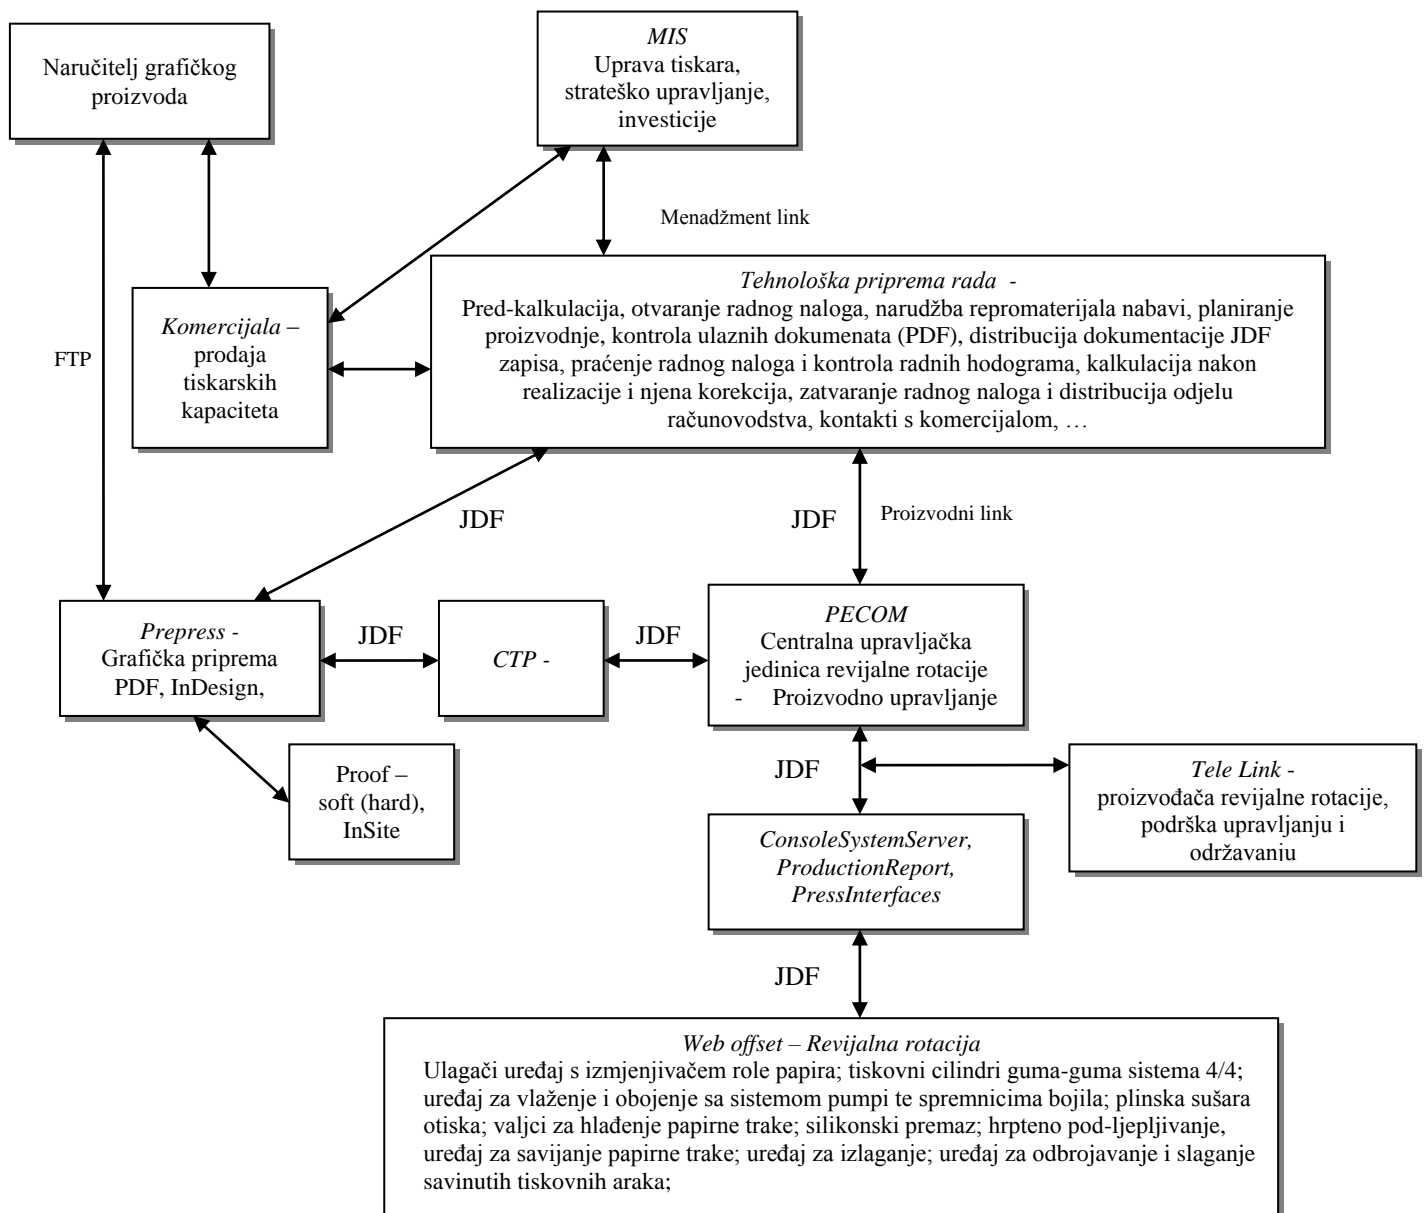 Naručitelj grafičkog
proizvoda
MIS
Uprava tiskara,
strateško upravljanje,
investicije
Menadžment link
Komercijala –
prodaja
tiskarskih
kapaciteta
FTP
Tehnološka priprema rada -
Pred-kalkulacija, otvaranje radnog naloga, narudžba repromaterijala nabavi, planiranje
proizvodnje, kontrola ulaznih dokumenata (PDF), distribucija dokumentacije JDF
zapisa, praćenje radnog naloga i kontrola radnih hodograma, kalkulacija nakon
realizacije i njena korekcija, zatvaranje radnog naloga i distribucija odjelu
računovodstva, kontakti s komercijalom, …
JDF
JDF
Proizvodni link
Prepress -
Grafička priprema
PDF, InDesign,
JDF
CTP -
JDF
PECOM
Centralna upravljačka
jedinica revijalne rotacije
- Proizvodno upravljanje
Proof –
soft (hard),
InSite
JDF
Tele Link -
proizvođača revijalne rotacije,
podrška upravljanju i
održavanju
ConsoleSystemServer,
ProductionReport,
PressInterfaces
JDF
Web offset – Revijalna rotacija
Ulagači uređaj s izmjenjivačem role papira; tiskovni cilindri guma-guma sistema 4/4;
uređaj za vlaženje i obojenje sa sistemom pumpi te spremnicima bojila; plinska sušara
otiska; valjci za hlađenje papirne trake; silikonski premaz; hrpteno pod-ljepljivanje,
uređaj za savijanje papirne trake; uređaj za izlaganje; uređaj za odbrojavanje i slaganje
savinutih tiskovnih araka;